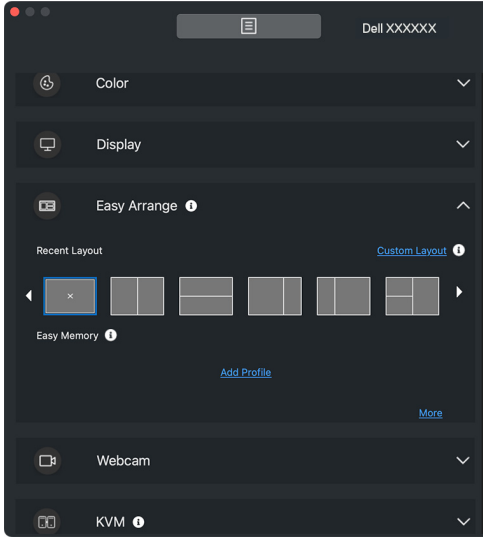 Dell XXXXXX
Color
Display
Easy Arrange
Recent Layout Custom Layout
Easy Memory
Add Profile
More
Webcam
KVM